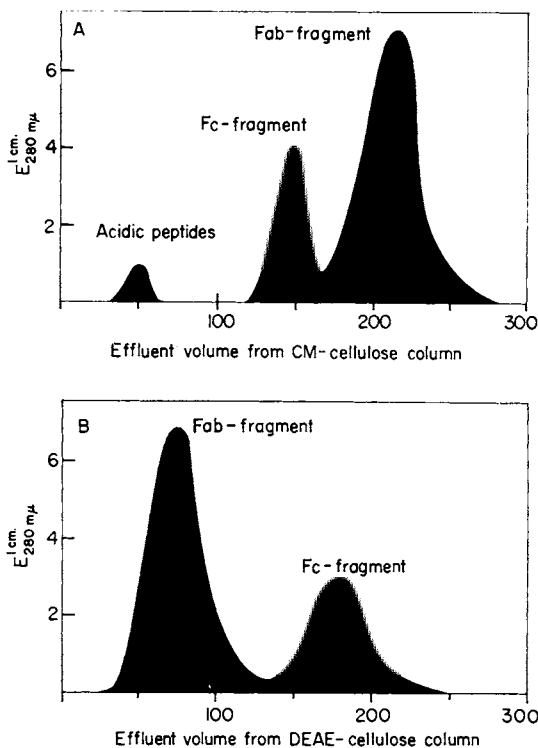 A
Fab-fragment
Fc-fragment
Acidic peptides
E 1 cm. 280 mμ
6
4
2
100
200
300
Effluent volume from CM-cellulose column
B
Fab-fragment
Fc-fragment
E 1 cm. 280 mμ
6
4
2
100
200
300
Effluent volume from DEAE-cellulose column